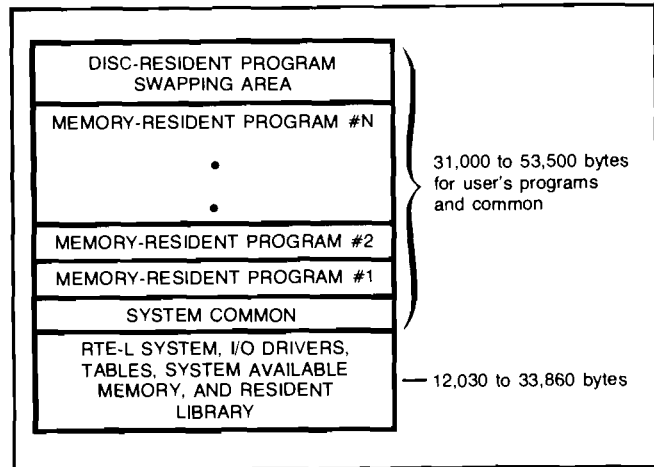 DISC-RESIDENT PROGRAM
SWAPPING AREA
MEMORY-RESIDENT PROGRAM #N
•
•
MEMORY-RESIDENT PROGRAM #2
MEMORY-RESIDENT PROGRAM #1
SYSTEM COMMON
RTE-L SYSTEM, I/O DRIVERS,
TABLES, SYSTEM AVAILABLE
MEMORY, AND RESIDENT
LIBRARY
31,000 to 53,500 bytes
for user's programs
and common
12,030 to 33,860 bytes